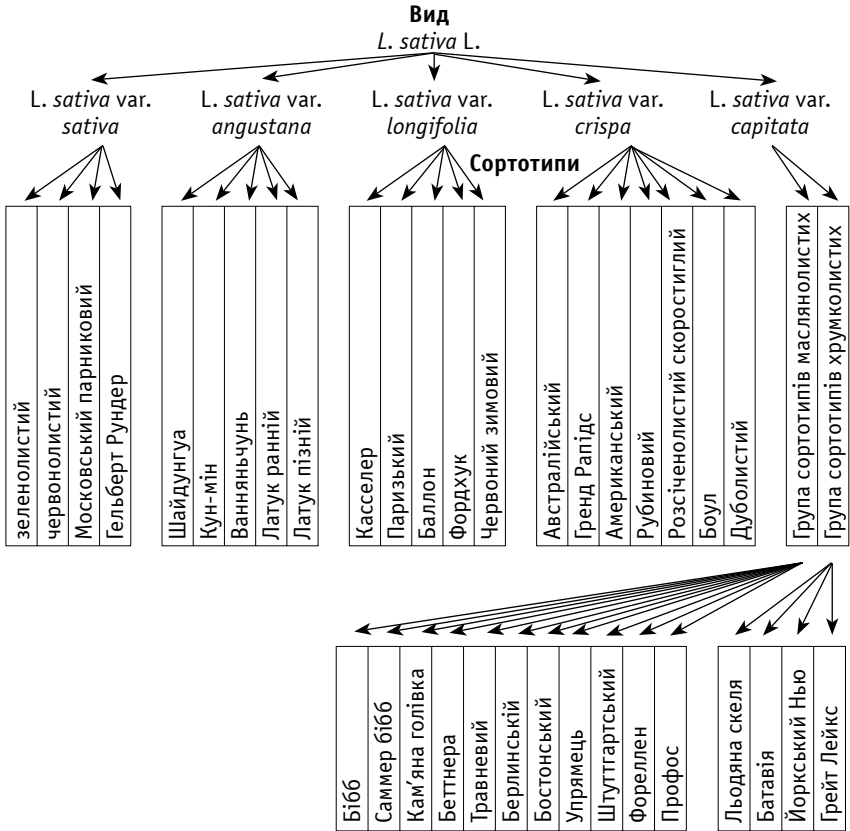 Вид
L. sativa L.
L. sativa var.
sativa
L. sativa var.
angustana
L. sativa var.
longifolia
L. sativa var.
crispa
L. sativa var.
capitata
Сортотипи
зеленолистий
червонолистий
Московський парниковий
Гельберт Рундер
Шайдунгуа
Кун-мін
Ванняньчунь
Латук ранній
Латук пізній
Касселер
Паризький
Баллон
Фордхук
Червоний зимовий
Австралійський
Гренд Рапідс
Американський
Рубиновий
Розсіченолистий скоростиглий
Боул
Дуболистий
Група сортотипів маслянолистих
Група сортотипів хрумколистих
Бібб
Саммер бібб
Кам’яна голівка
Беттнера
Травневий
Берлинській
Бостонський
Упрямець
Штуттгартський
Фореллен
Профос
Льодяна скеля
Батавія
Йоркський Нью
Грейт Лейкс